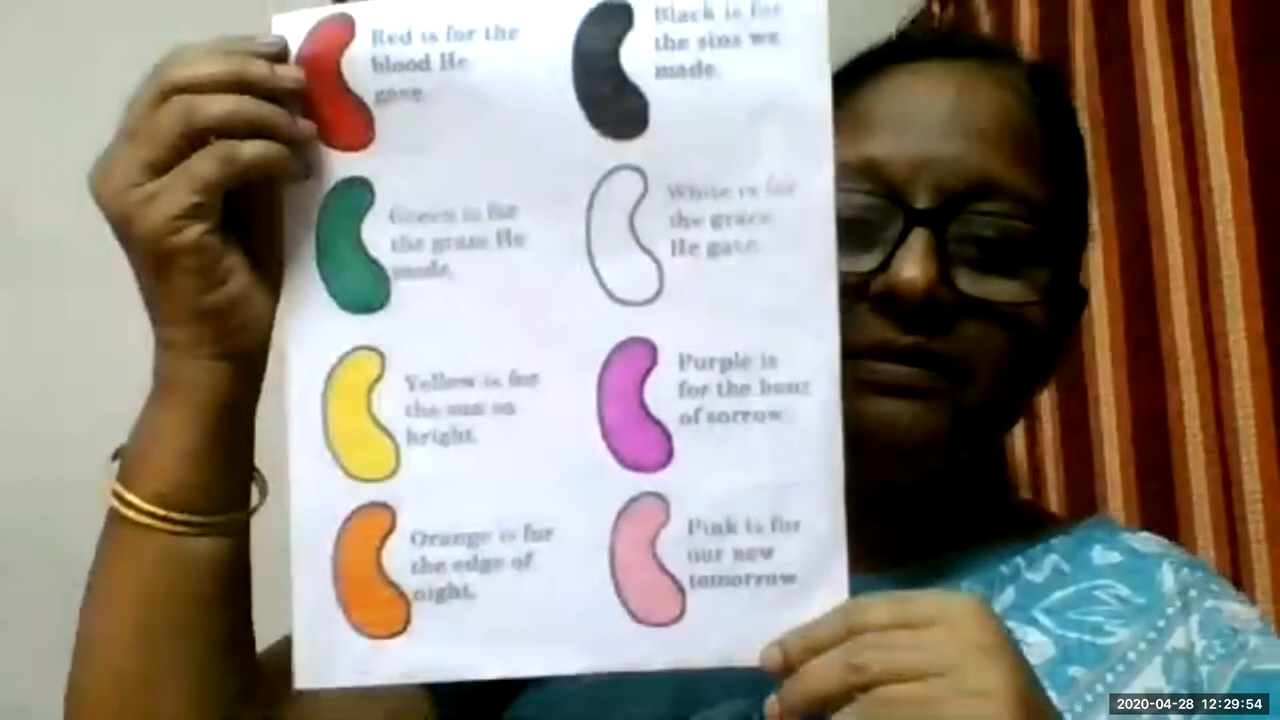 Red is for the
blood He
gave.
Green is for
the grass He
made.
Yellow is for
the sun so
bright.
Orange is for
the edge of
night.
Black is for
the sins we
made.
White is for
the grace
He gave.
Purple is
for the hour
of sorrow.
Pink is for
our new
tomorrow
2020-04-28 12:29:54